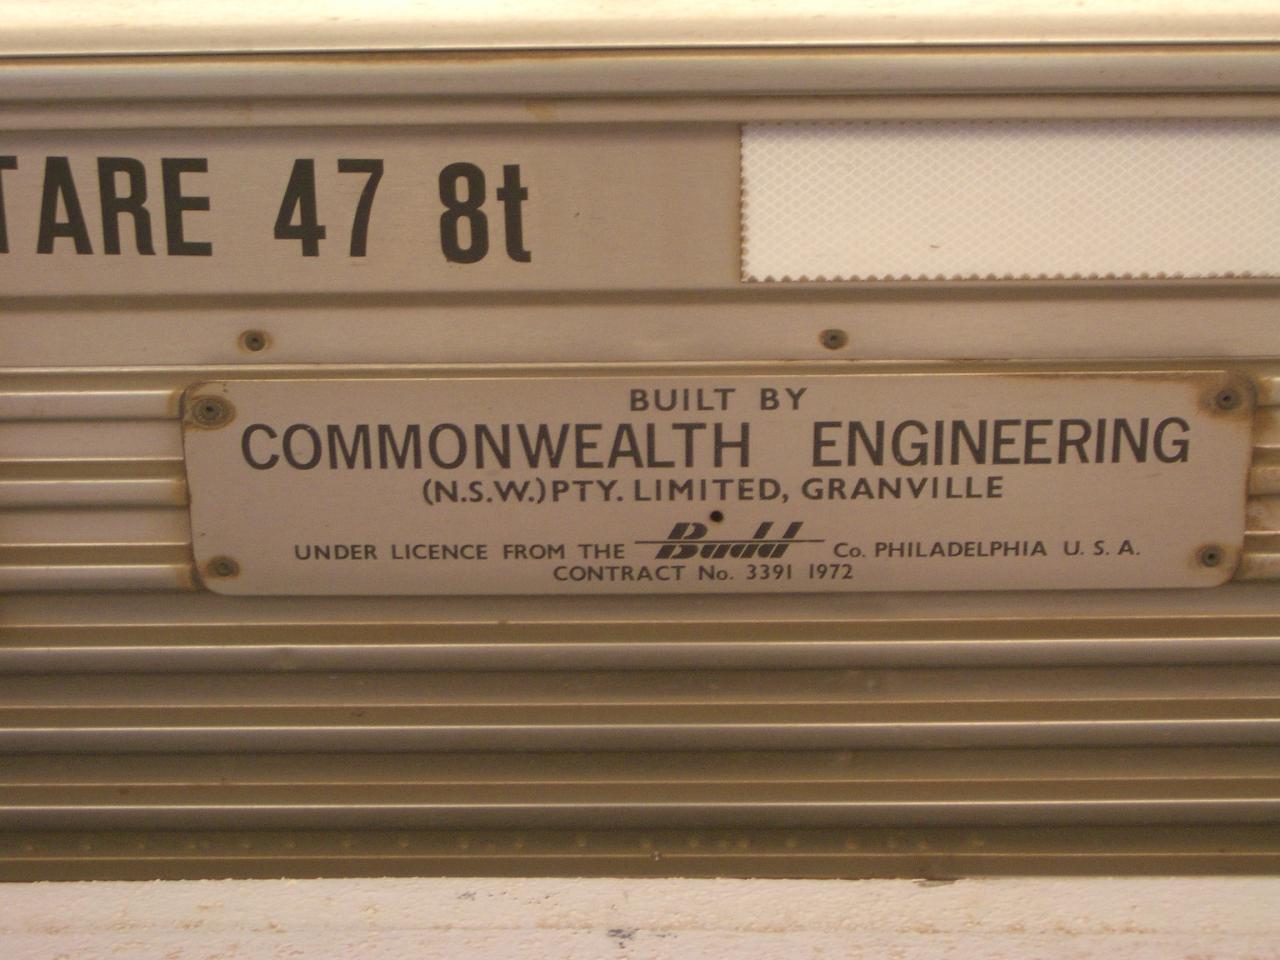 TARE 47 8t
BUILT BY
COMMONWEALTH ENGINEERING
(N.S.W.) PTY. LIMITED, GRANVILLE
UNDER LICENCE FROM THE Budd Co. PHILADELPHIA U. S. A.
CONTRACT No. 3391 1972